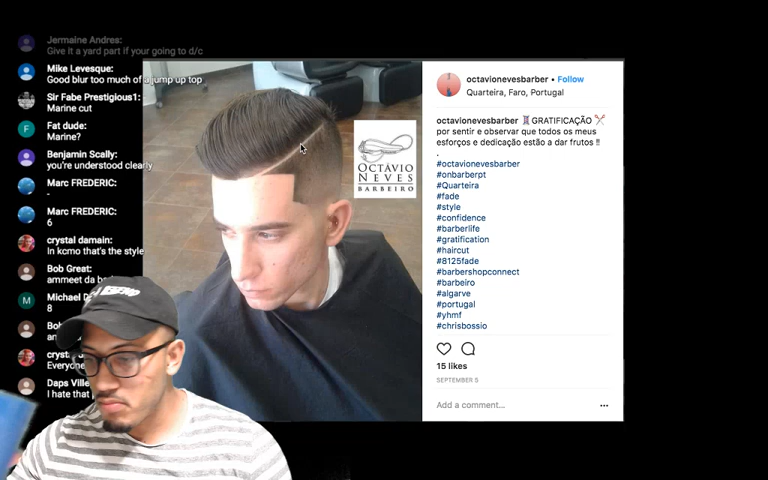 Jermaine Andres:
Give it a yard part if your going to d/c
Mike Levesque:
Good blur too much of a jump up top
Sir Fabe Prestigious1:
Marine cut
Fat dude:
Marine?
Benjamin Scally:
you're understood clearly
Marc FREDERIC:
-
Marc FREDERIC:
6
crystal damain:
In kcmo that's the style
Bob Great:
ammeet da
Michael
8
Everyone
Daps Ville
I hate that
OCTÁVIO
NEVES
BARBEIRO
octavionevesbarber • Follow
Quarteira, Faro, Portugal
octavionevesbarber 💈GRATIFICAÇÃO ✂️
por sentir e observar que todos os meus
esforços e dedicação estão a dar frutos !!
.
#octavionevesbarber
#onbarberpt
#Quarteira
#fade
#style
#confidence
#barberlife
#gratification
#haircut
#8125fade
#barbershopconnect
#barbeiro
#algarve
#portugal
#yhmf
#chrisbossio
15 likes
SEPTEMBER 5
Add a comment...